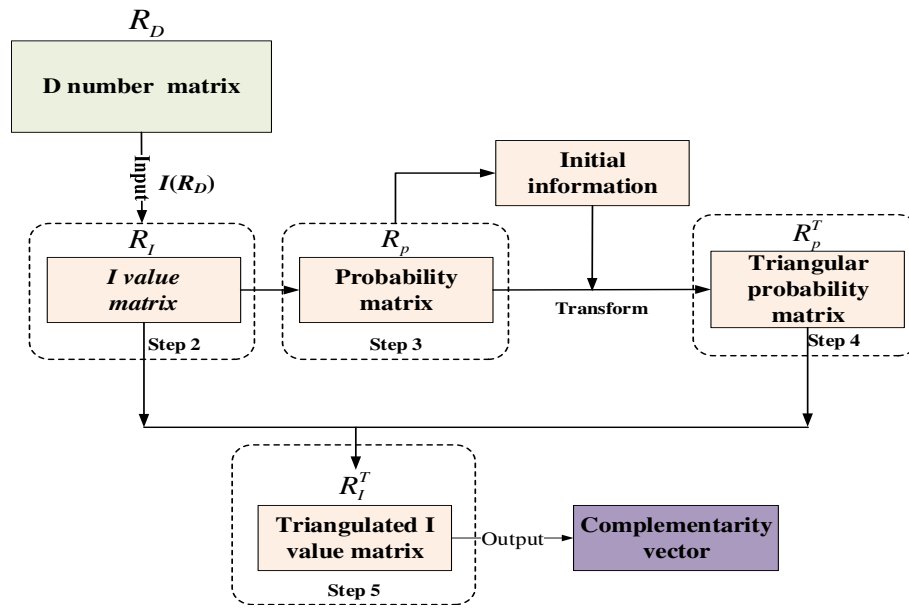 R_D
D number matrix
Input
I(R_D)
R_I
I value
matrix
Step 2
R_p
Probability
matrix
Step 3
Initial
information
Transform
R_p^T
Triangular
probability
matrix
Step 4
R_I^T
Triangulated I
value matrix
Step 5
Output
Complementarity
vector